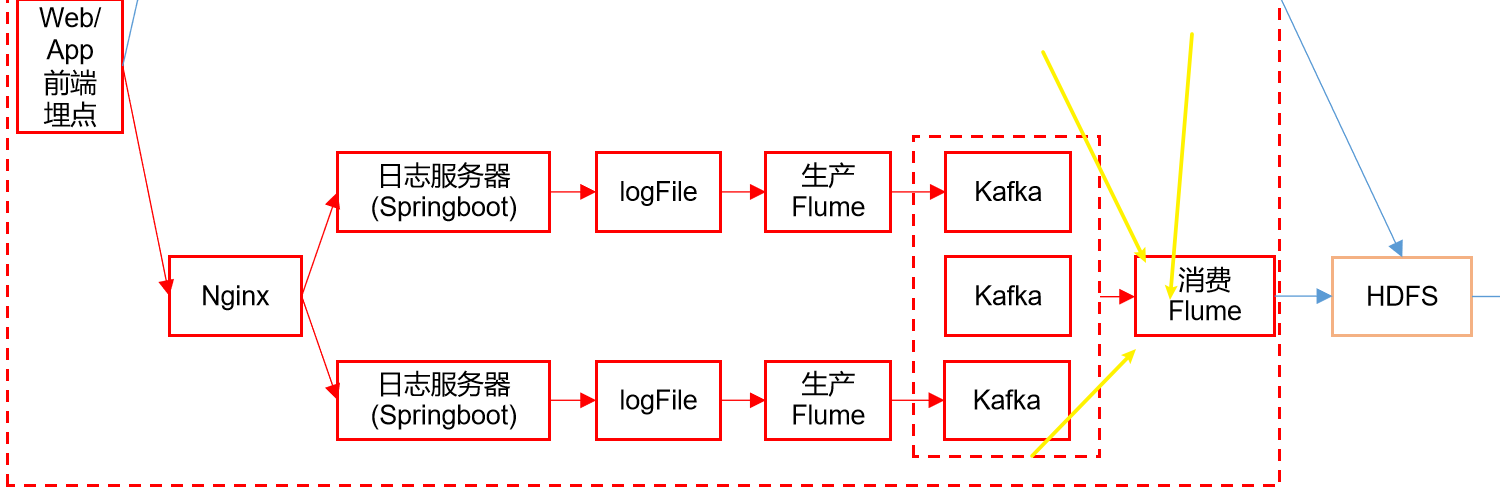 Web/
App
前端
埋点
日志服务器
(Springboot)
logFile
生产
Flume
Kafka
Nginx
Kafka
消费
Flume
HDFS
日志服务器
(Springboot)
logFile
生产
Flume
Kafka